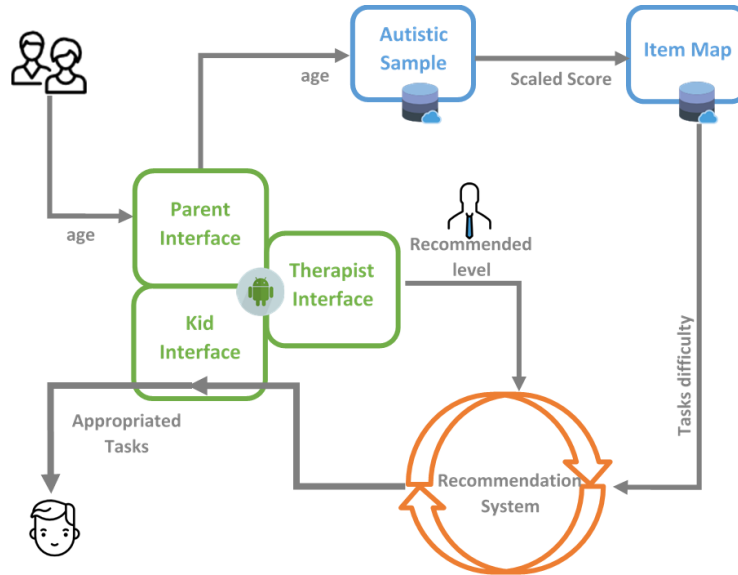 Autistic
Sample
Item Map
age
Scaled Score
Parent
Interface
age
Recommended
level
Therapist
Interface
Kid
Interface
Tasks difficulty
Appropriated
Tasks
Recommendation
System